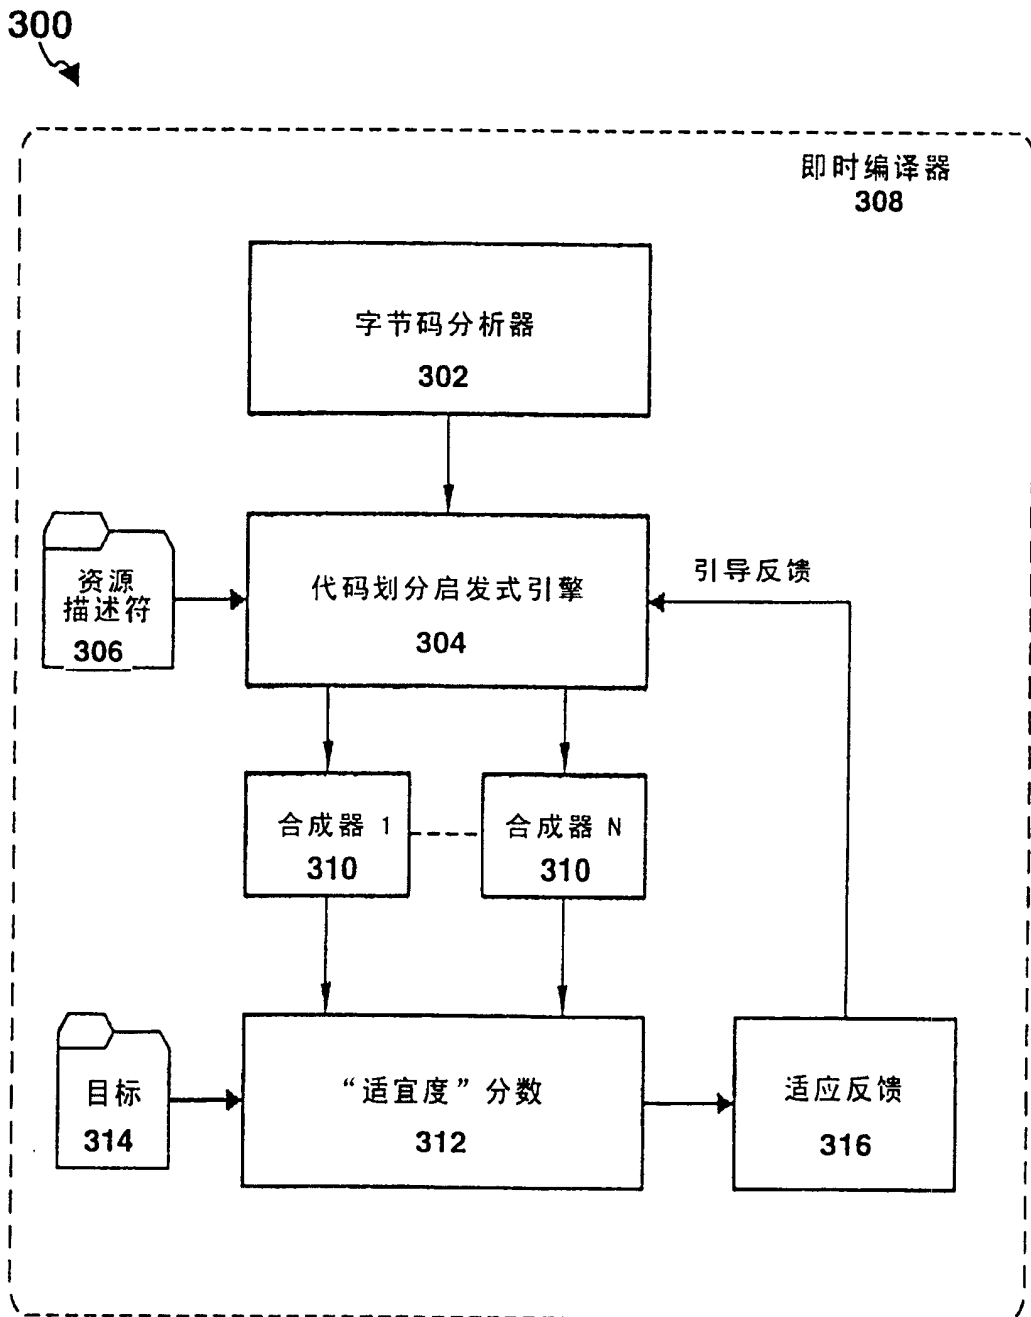 300
即时编译器
308
字节码分析器
302
资源
描述符
306
代码划分启发式引擎
304
引导反馈
合成器 1
310
合成器 N
310
目标
314
“适宜度”分数
312
适应反馈
316